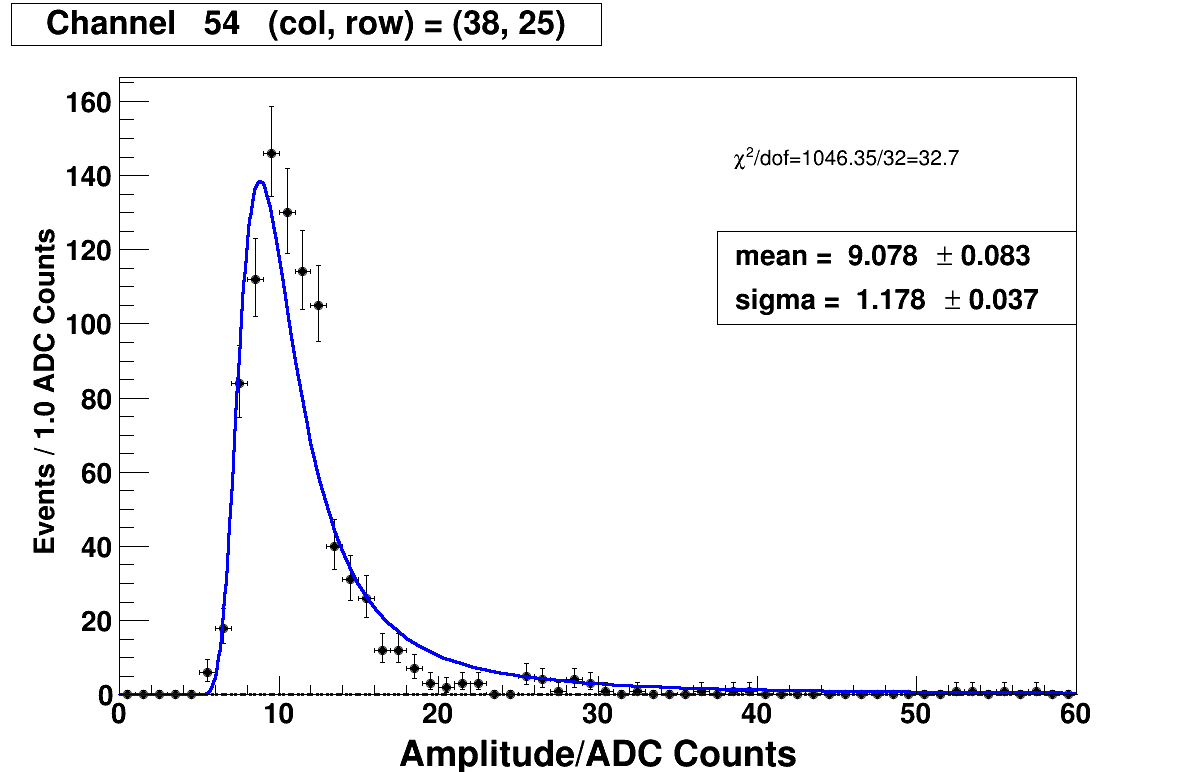 Channel 54 (col, row) = (38, 25)
160
140
120
100
80
60
40
20
0
Events / 1.0 ADC Counts
χ²/dof=1046.35/32=32.7
mean = 9.078 ± 0.083
sigma = 1.178 ± 0.037
0 10 20 30 40 50 60
Amplitude/ADC Counts